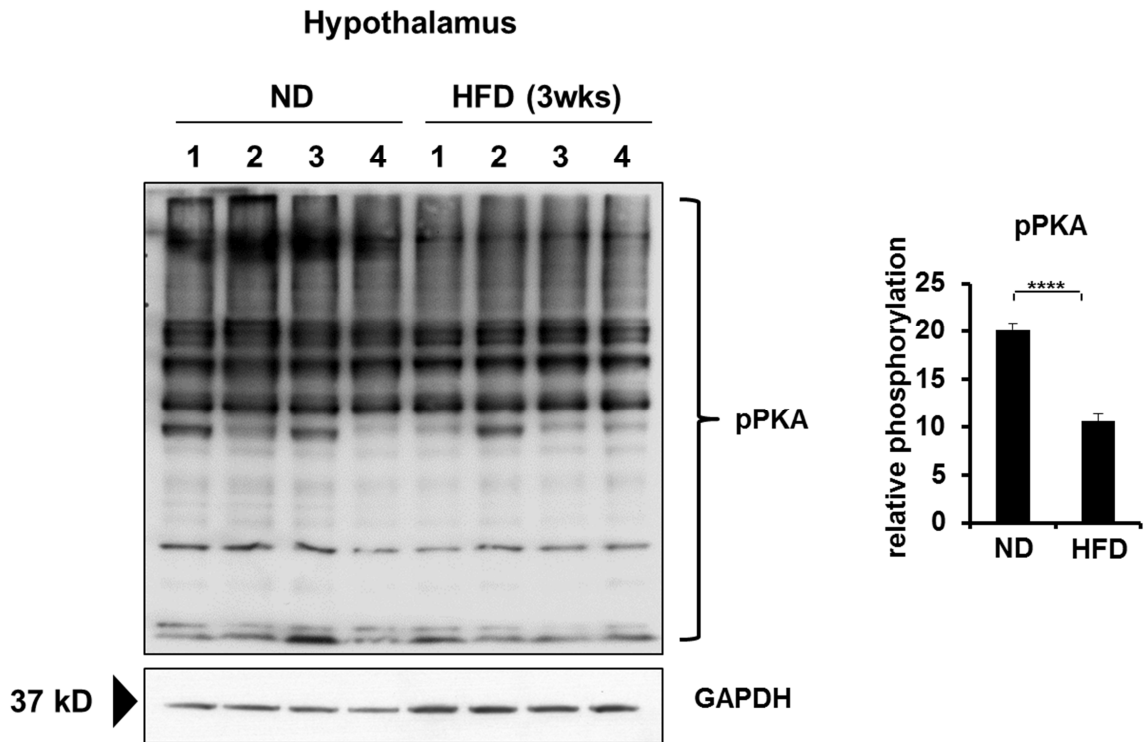 Hypothalamus
ND HFD (3wks)
1 2 3 4 1 2 3 4
pPKA
37 kD
GAPDH
pPKA
relative phosphorylation
25
20
15
10
5
0
****
ND HFD